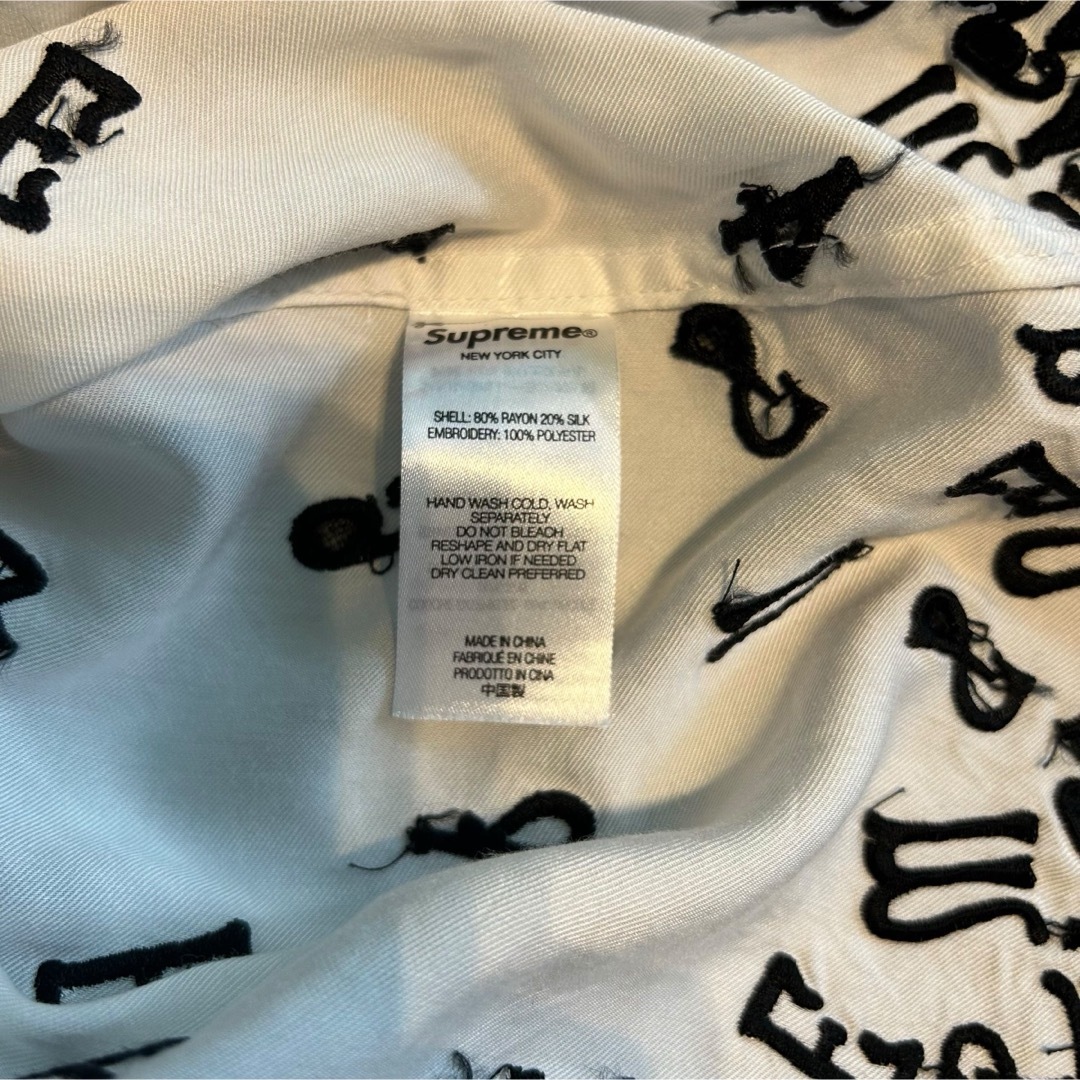 Supreme®
NEW YORK CITY
SHELL: 80% RAYON 20% SILK
EMBROIDERY: 100% POLYESTER
HAND WASH COLD, WASH
SEPARATELY
DO NOT BLEACH
RESHAPE AND DRY FLAT
LOW IRON IF NEEDED
DRY CLEAN PREFERRED
MADE IN CHINA
FABRIQUÉ EN CHINE
PRODOTTO IN CINA
中国製